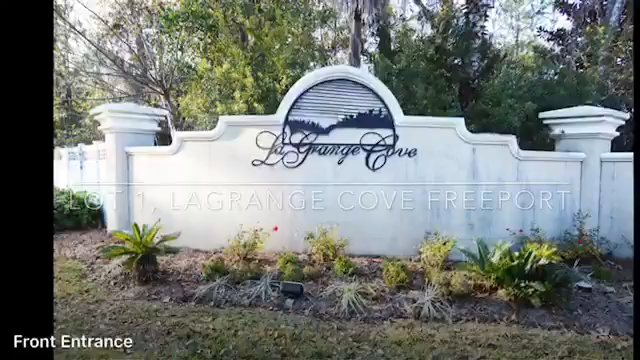 La Grange Cove
LOT 1, LAGRANGE COVE FREEPORT
Front Entrance